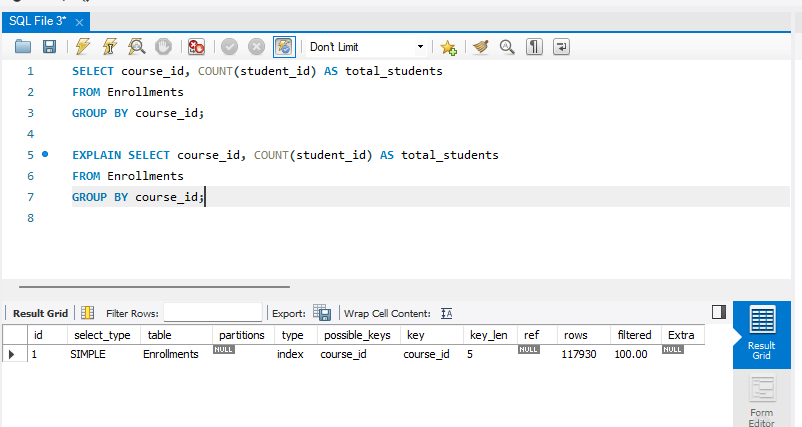 SQL File 3*
Don't Limit
1 SELECT course_id, COUNT(student_id) AS total_students
2 FROM Enrollments
3 GROUP BY course_id;
4
5 EXPLAIN SELECT course_id, COUNT(student_id) AS total_students
6 FROM Enrollments
7 GROUP BY course_id;
8
Result Grid Filter Rows: Export: Wrap Cell Content: IA
id select_type table partitions type possible_keys key key_len ref rows filtered Extra
1 SIMPLE Enrollments NULL index course_id course_id 5 NULL 117930 100.00 NULL
Result
Grid
Form
Editor